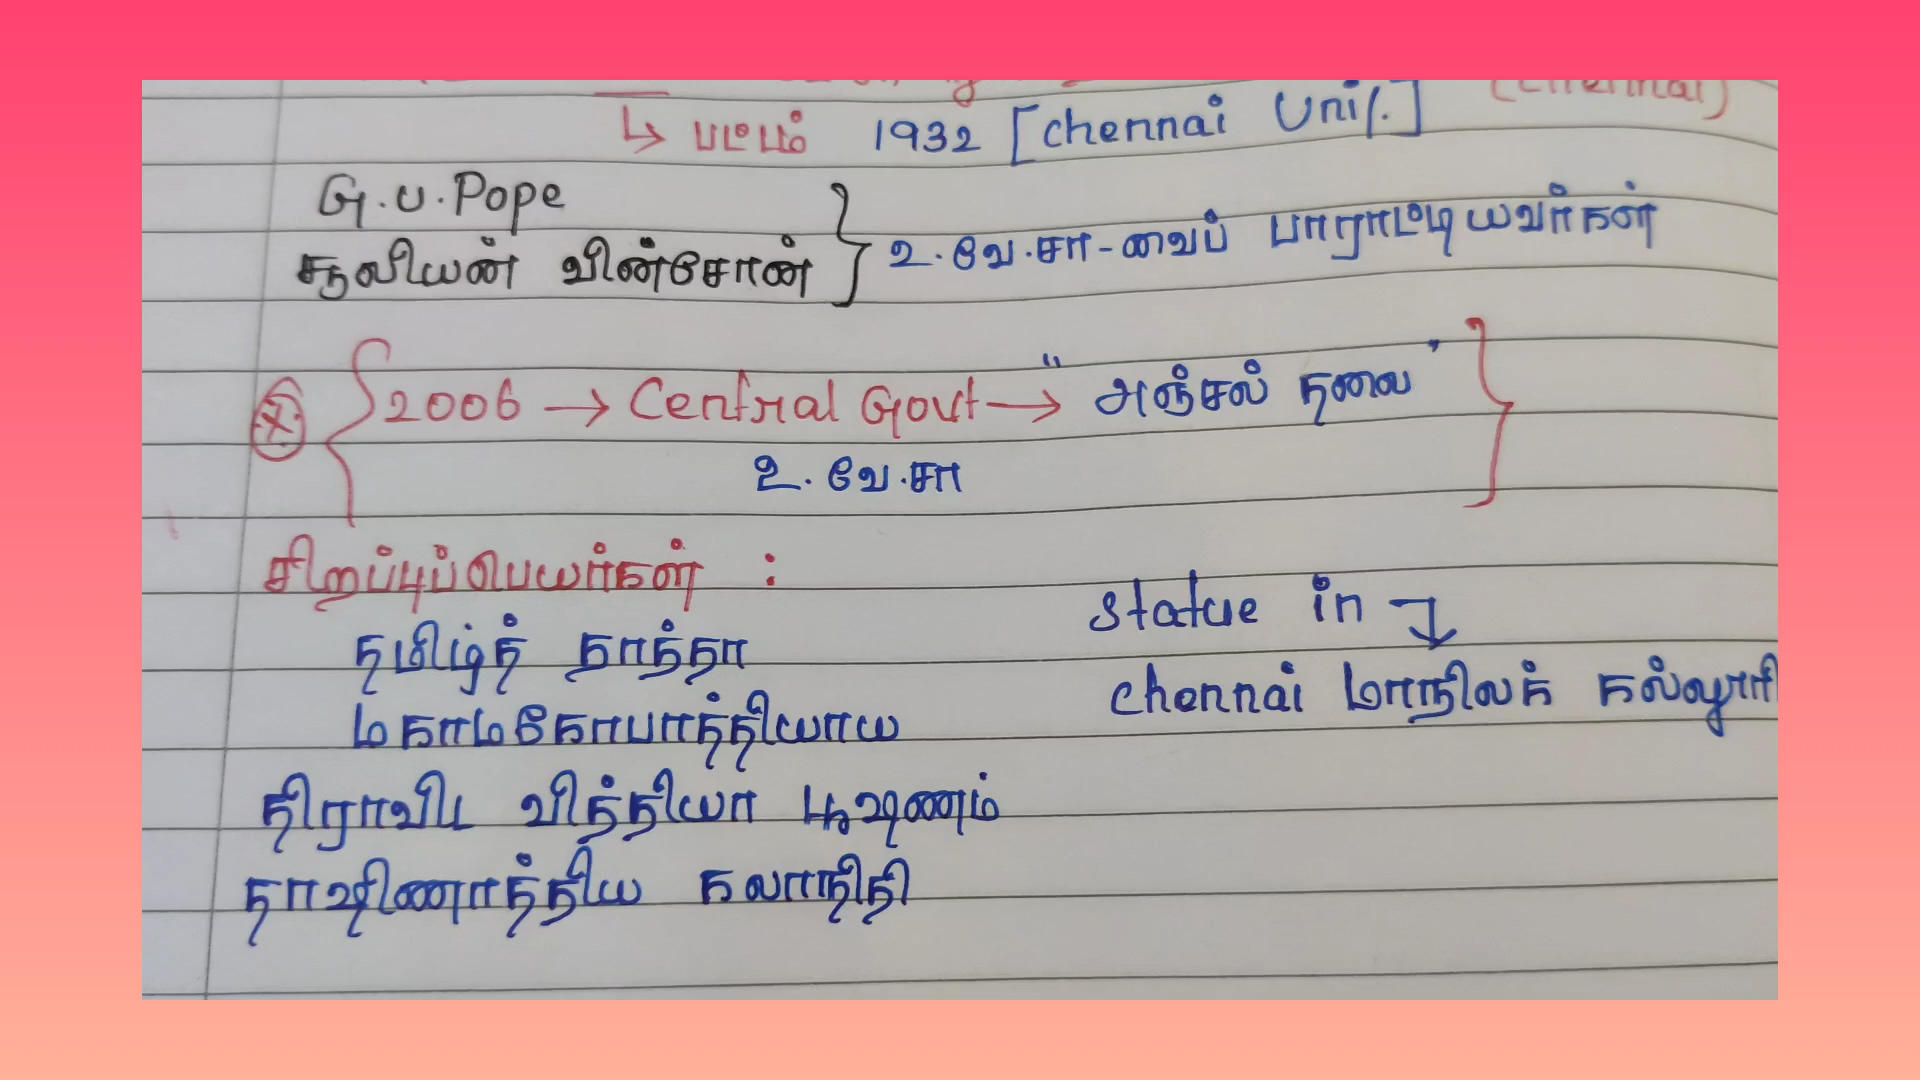 ↳ பட்டம் 1932 [Chennai Uni/.] (Chennai)
G.U.Pope
சூலியன் வின்சோன் } உ.வே.சா-வைப் பாராட்டியவர்கள்
2006 → Central Govt → "அஞ்சல் தலை"
உ.வே.சா
சிறப்புப்பெயர்கள் :
தமிழ்த் தாத்தா
Statue in
மகாமகோபாத்தியாய
Chennai மாநிலக் கல்லூரி
திராவிட வித்தியா பூஷணம்
தாஷிணாத்திய கலாநிதி